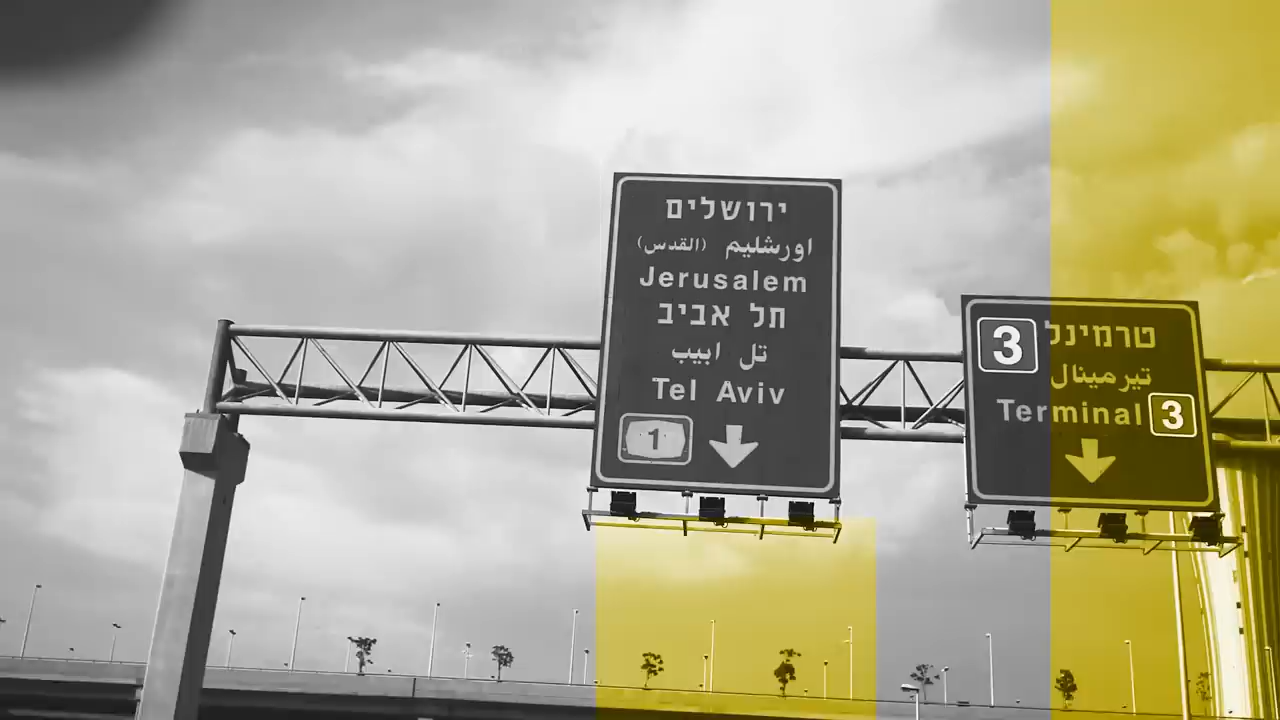 ירושלים
اورشليم (القدس)
Jerusalem
תל אביב
تل ابيب
Tel Aviv
1
3 טרמינל
تيرمينال
Terminal 3